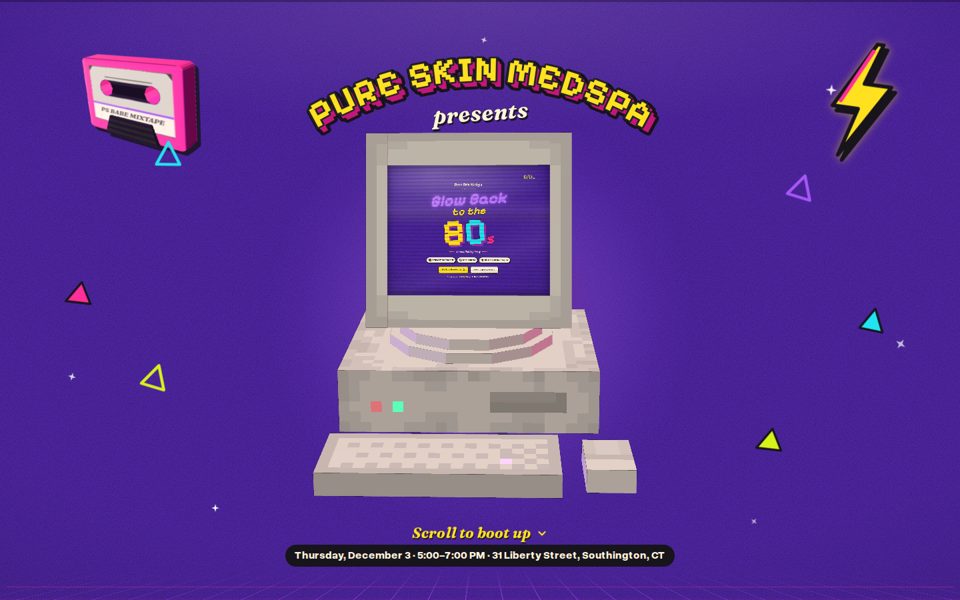 PURE SKIN MEDSPA
presents
PS BABE MIXTAPE
Glow Back
to the
80s
Scroll to boot up
Thursday, December 3 · 5:00–7:00 PM · 31 Liberty Street, Southington, CT